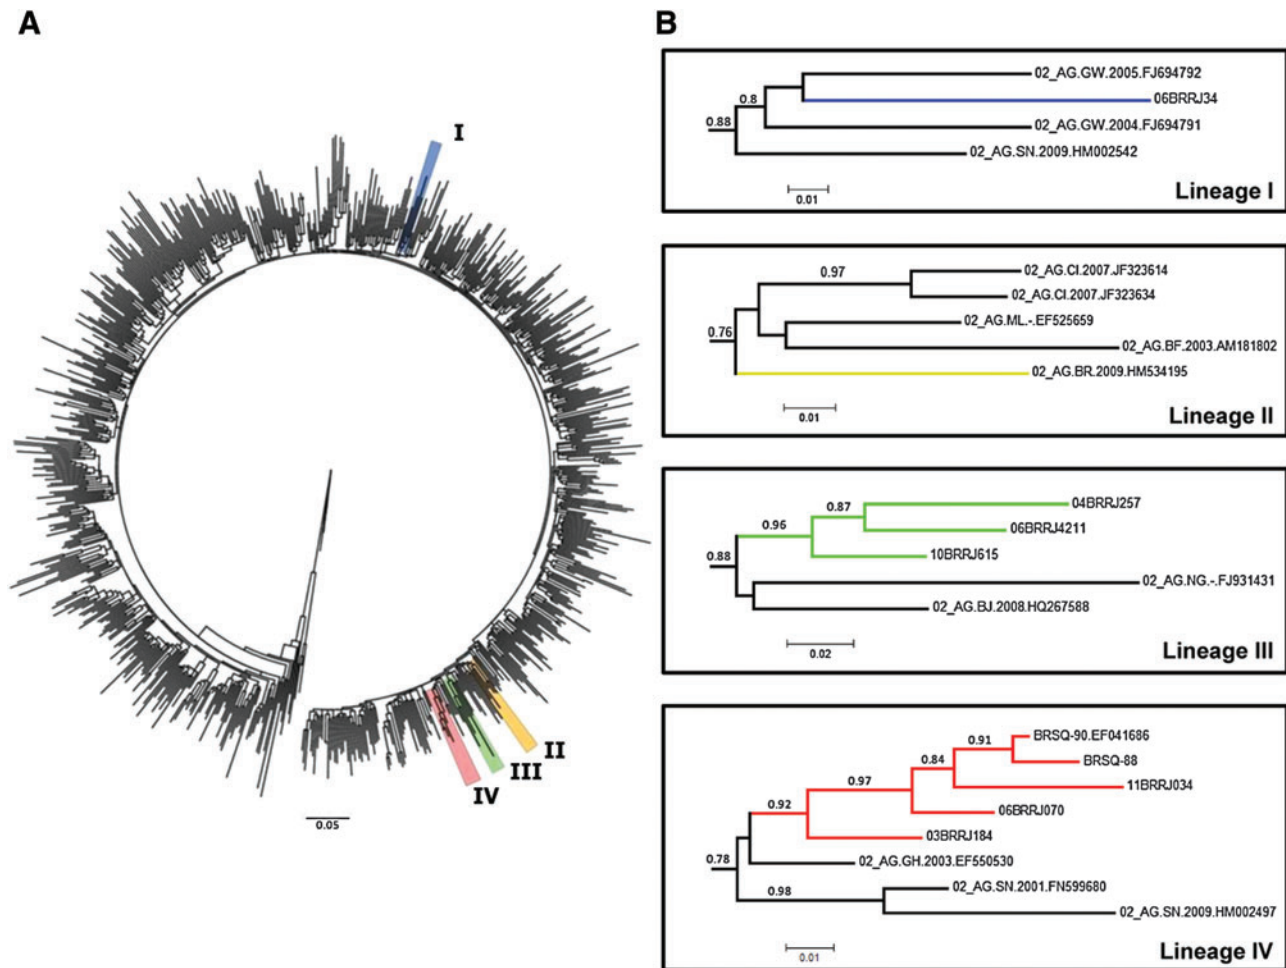 A
I
II
III
IV
0.05
B
02_AG.GW.2005.FJ694792
06BRRJ34
0.8
0.88
02_AG.GW.2004.FJ694791
02_AG.SN.2009.HM002542
0.01
Lineage I
02_AG.CI.2007.JF323614
0.97
02_AG.CI.2007.JF323634
02_AG.ML.-.EF525659
0.76
02_AG.BF.2003.AM181802
02_AG.BR.2009.HM534195
0.01
Lineage II
04BRRJ257
0.87
0.96
06BRRJ4211
10BRRJ615
0.88
02_AG.NG.-.FJ931431
02_AG.BJ.2008.HQ267588
0.02
Lineage III
BRSQ-90.EF041686
0.91
BRSQ-88
0.84
0.97
11BRRJ034
0.92
06BRRJ070
03BRRJ184
0.78
02_AG.GH.2003.EF550530
0.98
02_AG.SN.2001.FN599680
02_AG.SN.2009.HM002497
0.01
Lineage IV